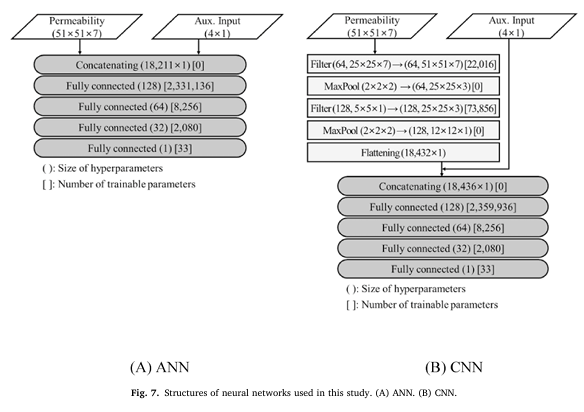 Permeability
(51×51×7)
Aux. Input
(4×1)
Concatenating (18,211×1) [0]
Fully connected (128) [2,331,136]
Fully connected (64) [8,256]
Fully connected (32) [2,080]
Fully connected (1) [33]
( ): Size of hyperparameters
[ ]: Number of trainable parameters
(A) ANN
Permeability
(51×51×7)
Aux. Input
(4×1)
Filter(64, 25×25×7)→(64, 51×51×7)[22,016]
MaxPool (2×2×2)→(64, 25×25×3)[0]
Filter(128, 5×5×1)→(128, 25×25×3)[73,856]
MaxPool (2×2×2)→(128, 12×12×1)[0]
Flattening (18,432×1)
Concatenating (18,436×1) [0]
Fully connected (128) [2,359,936]
Fully connected (64) [8,256]
Fully connected (32) [2,080]
Fully connected (1) [33]
( ): Size of hyperparameters
[ ]: Number of trainable parameters
(B) CNN
Fig. 7. Structures of neural networks used in this study. (A) ANN. (B) CNN.